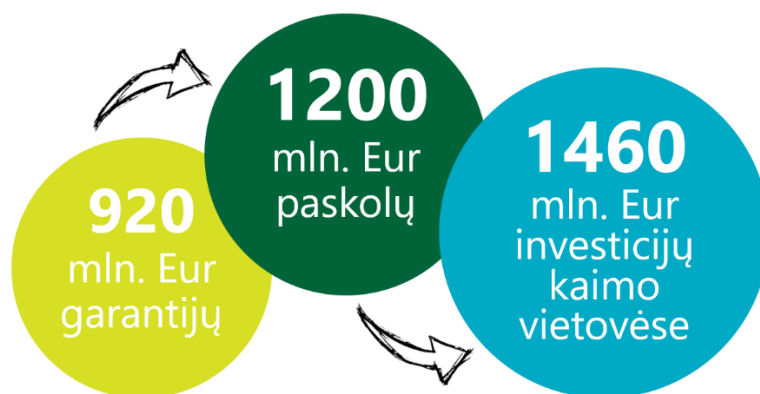 920
mln. Eur
garantijų
1200
mln. Eur
paskolų
1460
mln. Eur
investicijų
kaimo
vietovėse